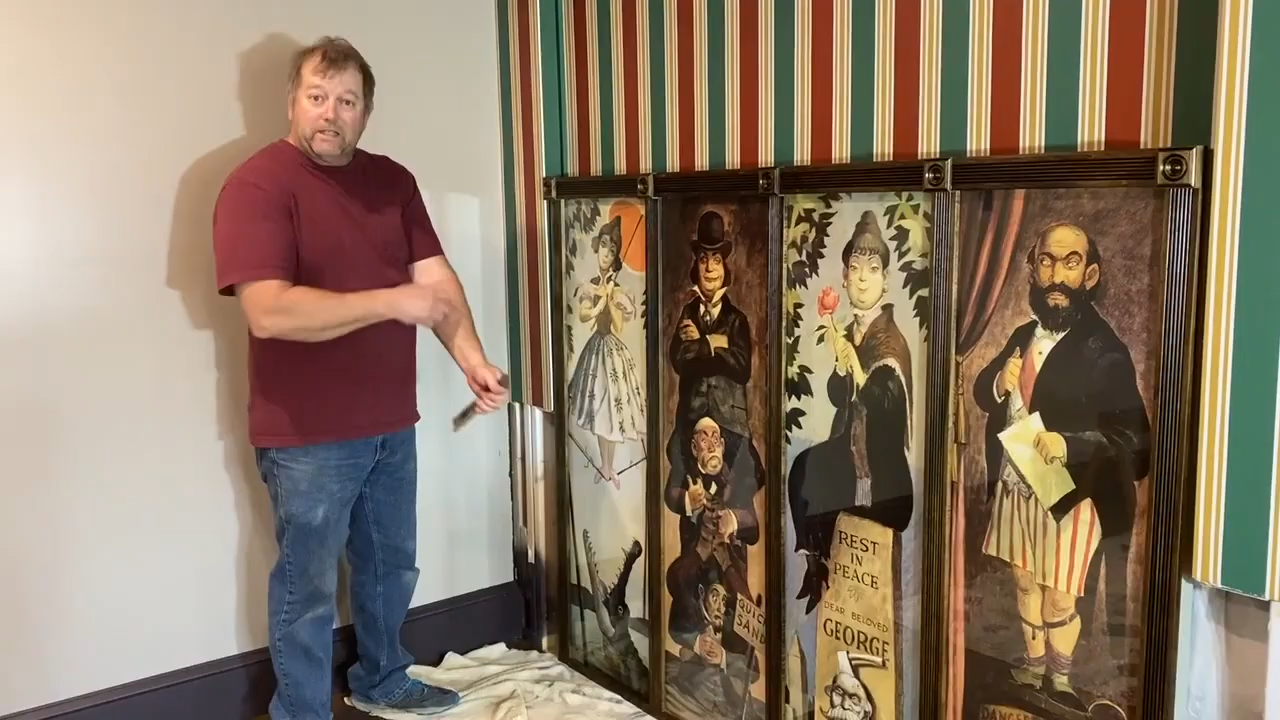 QUICK
SAND
REST
IN
PEACE
DEAR BELOVED
GEORGE